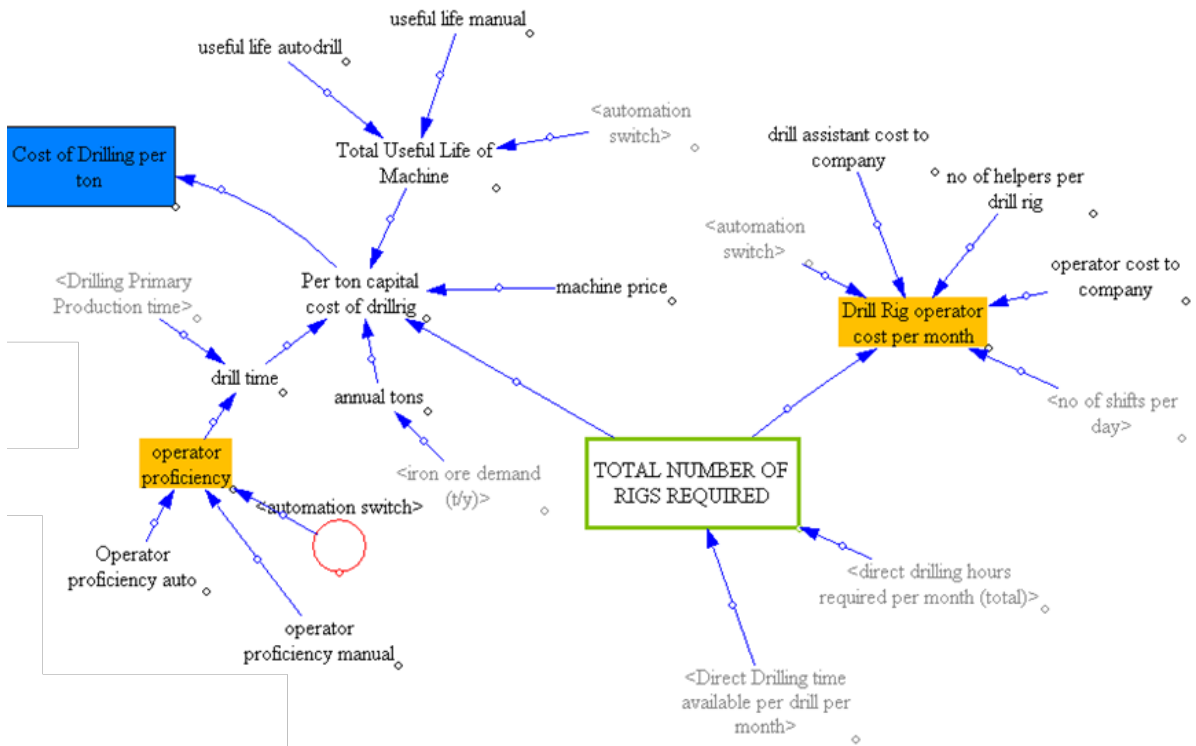 useful life manual
useful life autodrill
<automation
switch>
Total Useful Life of
Machine
Cost of Drilling per
ton
drill assistant cost to
company
no of helpers per
drill rig
<automation
switch>
operator cost to
company
<Drilling Primary
Production time>
Per ton capital
cost of drillrig
machine price
Drill Rig operator
cost per month
drill time
annual tons
<no of shifts per
day>
operator
proficiency
<iron ore demand
(t/y)>
TOTAL NUMBER OF
RIGS REQUIRED
<automation switch>
Operator
proficiency auto
operator
proficiency manual
<direct drilling hours
required per month (total)>
<Direct Drilling time
available per drill per
month>